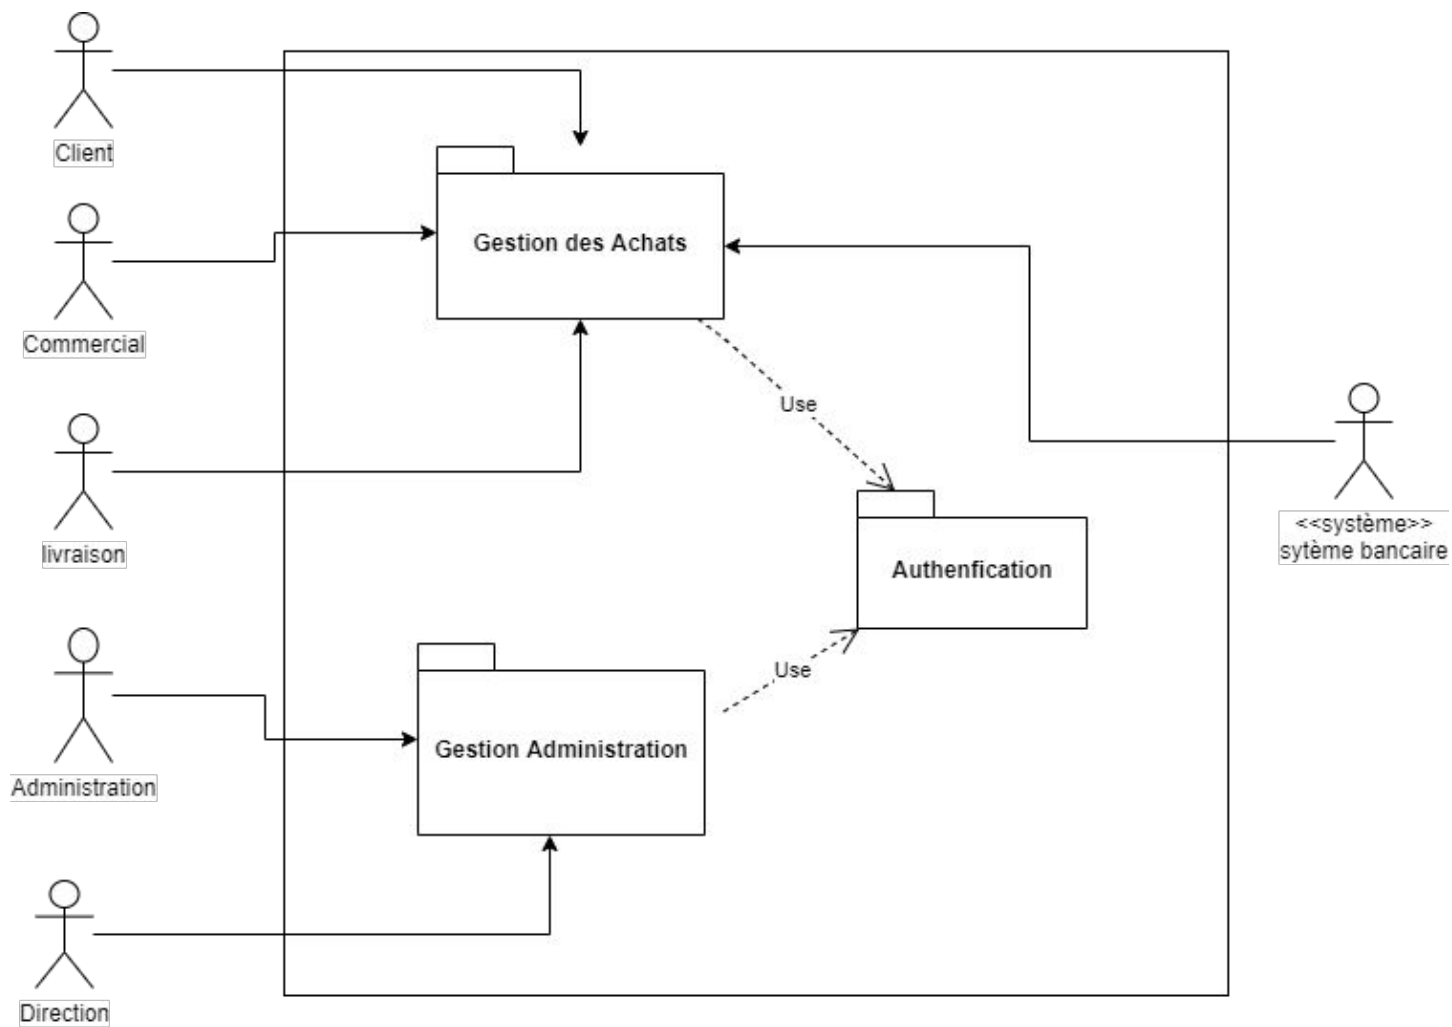 Client
Gestion des Achats
Commercial
Use
livraison
<<système>>
sytème bancaire
Authenfication
Use
Gestion Administration
Administration
Direction